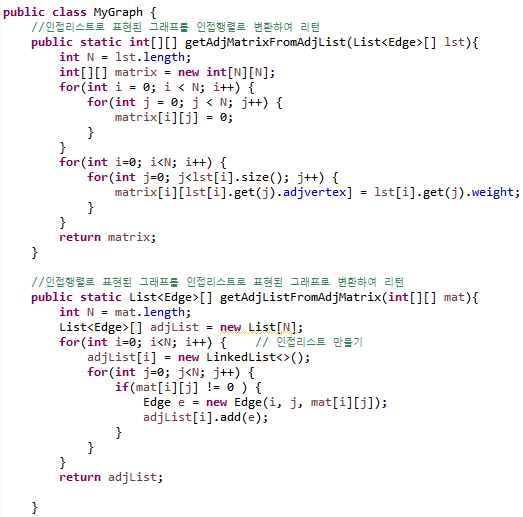 public class MyGraph {
    //인접리스트로 표현된 그래프를 인접행렬로 변환하여 리턴
    public static int[][] getAdjMatrixFromAdjList(List<Edge>[] lst){
        int N = lst.length;
        int[][] matrix = new int[N][N];
        for(int i = 0; i < N; i++) {
            for(int j = 0; j < N; j++) {
                matrix[i][j] = 0;
            }
        }
        for(int i=0; i<N; i++) {
            for(int j=0; j<lst[i].size(); j++) {
                matrix[i][lst[i].get(j).adjvertex] = lst[i].get(j).weight;
            }
        }
        return matrix;
    }

    //인접행렬로 표현된 그래프를 인접리스트로 표현된 그래프로 변환하여 리턴
    public static List<Edge>[] getAdjListFromAdjMatrix(int[][] mat){
        int N = mat.length;
        List<Edge>[] adjList = new List[N];
        for(int i=0; i<N; i++) {    // 인접리스트 만들기
            adjList[i] = new LinkedList<>();
            for(int j=0; j<N; j++) {
                if(mat[i][j] != 0 ) {
                    Edge e = new Edge(i, j, mat[i][j]);
                    adjList[i].add(e);
                }
            }
        }
        return adjList;

    }